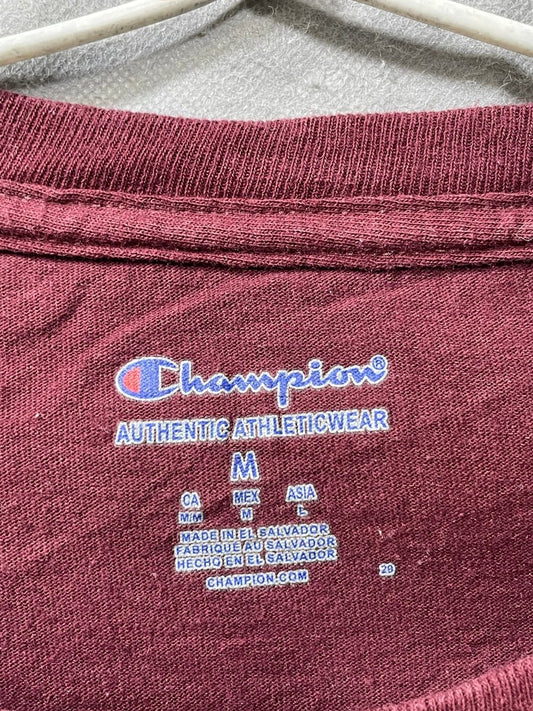 Champion®
AUTHENTIC ATHLETICWEAR
M
CA MEX ASIA
M/M M L
MADE IN EL SALVADOR
FABRIQUE AU SALVADOR
HECHO EN EL SALVADOR
CHAMPION.COM
20